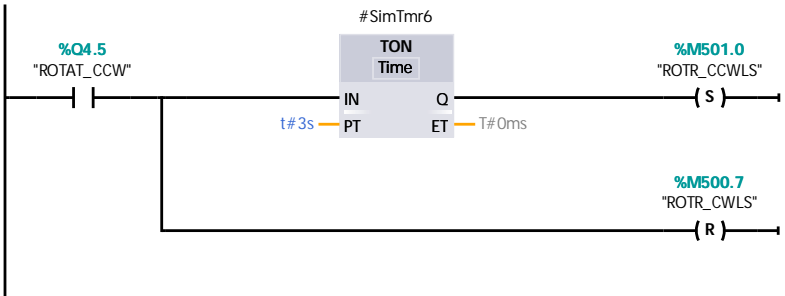 #SimTmr6
%Q4.5
"ROTAT_CCW"
TON
Time
%M501.0
"ROTR_CCWLS"
IN
Q
S
t#3s
PT
ET
T#0ms
%M500.7
"ROTR_CWLS"
R